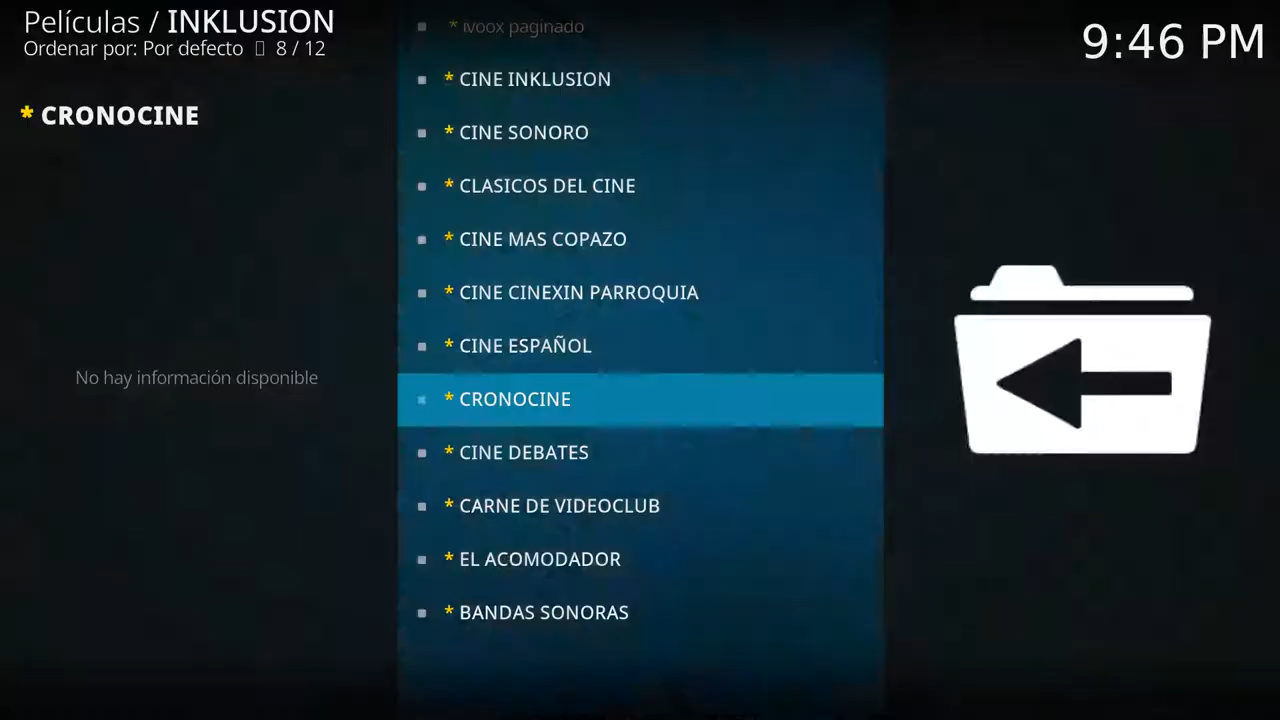 Películas / INKLUSION
Ordenar por: Por defecto 8 / 12
9:46 PM
* CRONOCINE
No hay información disponible
* Ivoox paginado
* CINE INKLUSION
* CINE SONORO
* CLASICOS DEL CINE
* CINE MAS COPAZO
* CINE CINEXIN PARROQUIA
* CINE ESPAÑOL
* CRONOCINE
* CINE DEBATES
* CARNE DE VIDEOCLUB
* EL ACOMODADOR
* BANDAS SONORAS